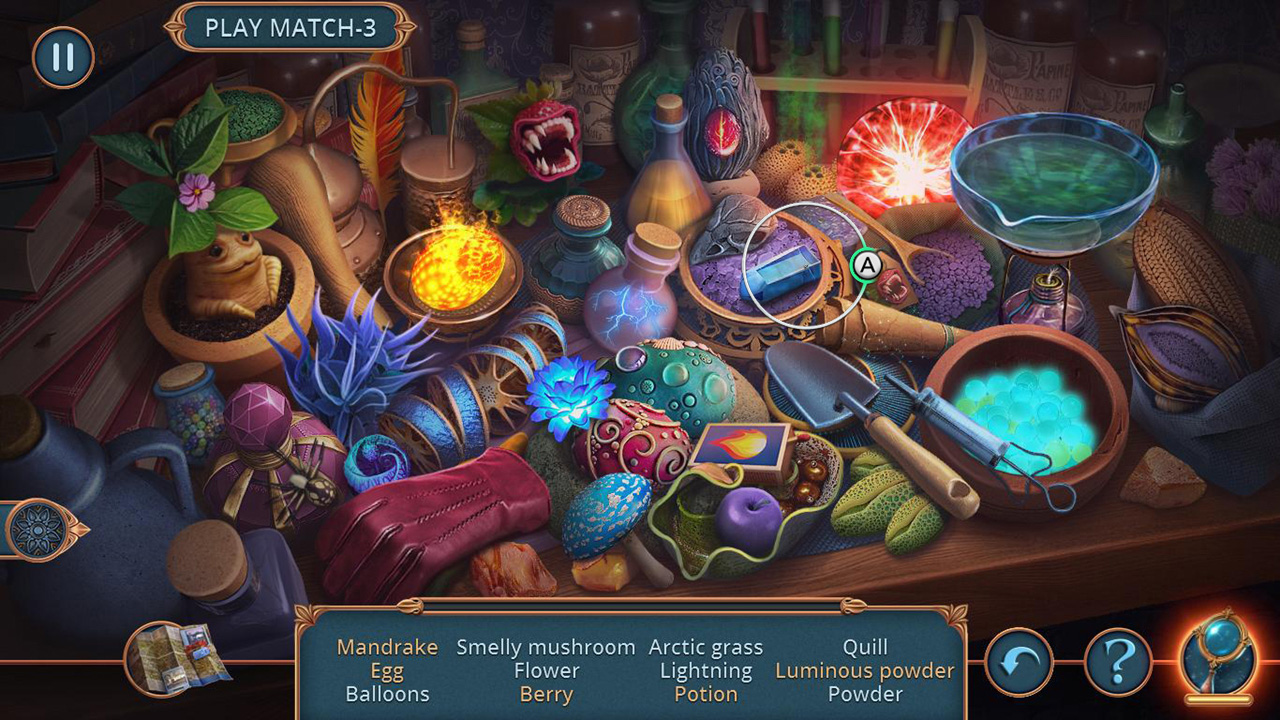 PLAY MATCH-3
A
Mandrake Smelly mushroom Arctic grass Quill
Egg Flower Lightning Luminous powder
Balloons Berry Potion Powder
?